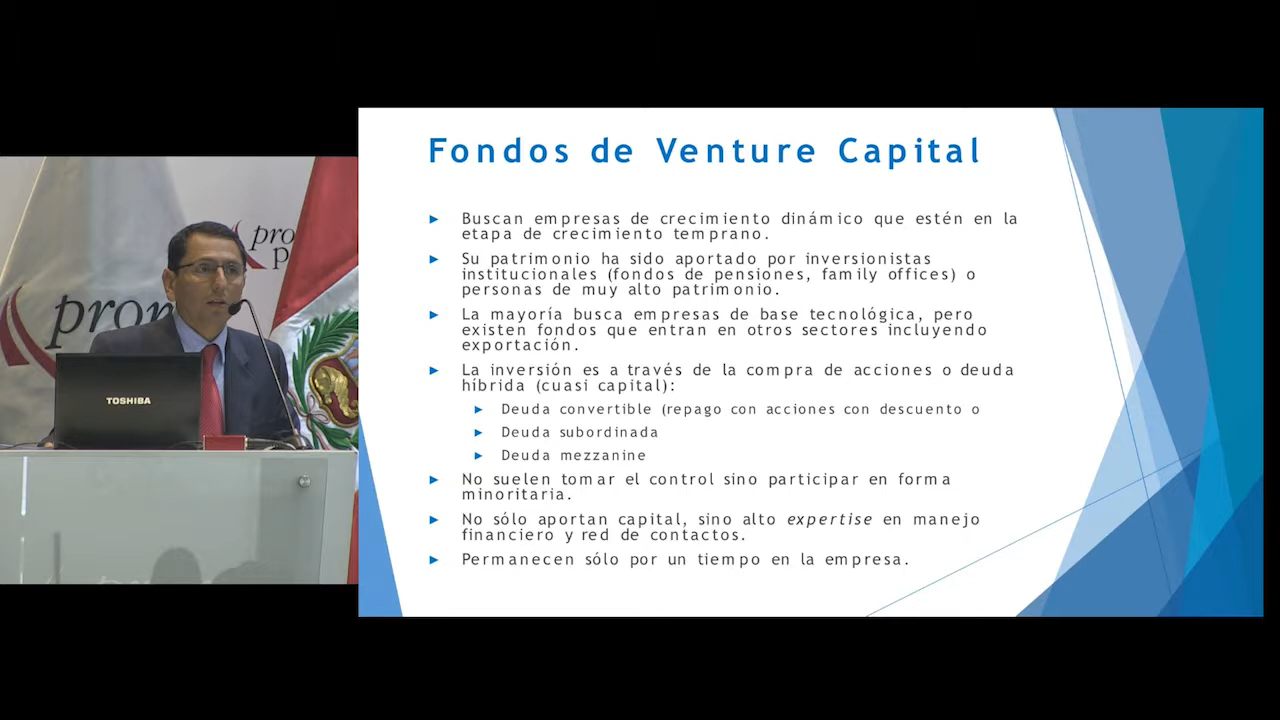 Fondos de Venture Capital
Buscan empresas de crecimiento dinámico que estén en la
etapa de crecimiento temprano.
Su patrimonio ha sido aportado por inversionistas
institucionales (fondos de pensiones, family offices) o
personas de muy alto patrimonio.
La mayoría busca empresas de base tecnológica, pero
existen fondos que entran en otros sectores incluyendo
exportación.
La inversión es a través de la compra de acciones o deuda
híbrida (cuasi capital):
Deuda convertible (repago con acciones con descuento o
Deuda subordinada
Deuda mezzanine
No suelen tomar el control sino participar en forma
minoritaria.
No sólo aportan capital, sino alto expertise en manejo
financiero y red de contactos.
Permanecen sólo por un tiempo en la empresa.
TOSHIBA